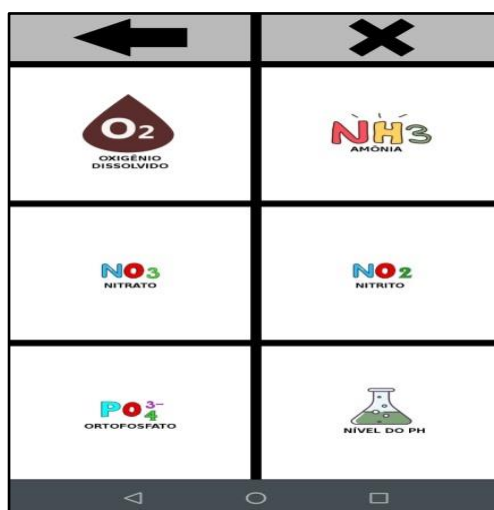 O2
OXIGÊNIO
DISSOLVIDO
NH3
AMÔNIA
NO3
NITRATO
NO2
NITRITO
PO4 3-
ORTOFOSFATO
NÍVEL DO PH